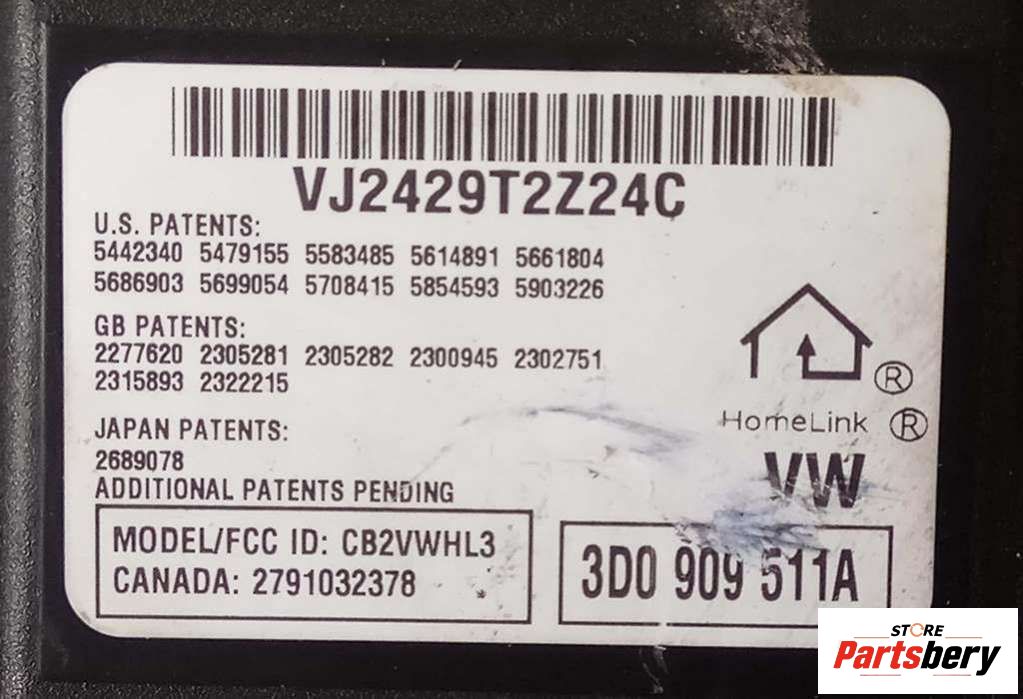 VJ2429T2Z24C
U.S. PATENTS:
5442340 5479155 5583485 5614891 5661804
5686903 5699054 5708415 5854593 5903226
GB PATENTS:
2277620 2305281 2305282 2300945 2302751
2315893 2322215
JAPAN PATENTS:
2689078
ADDITIONAL PATENTS PENDING
MODEL/FCC ID: CB2VWHL3
CANADA: 2791032378
®
HomeLink ®
VW
3D0 909 511A
STORE
Partsbery